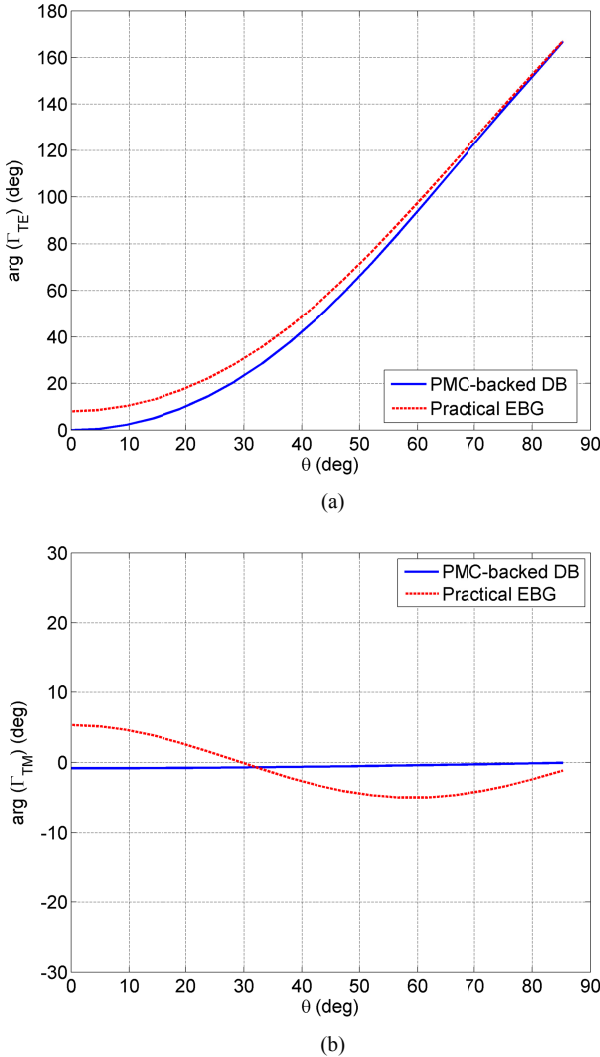 180
160
140
120
100
80
60
40
20
0
arg (Γ_TE) (deg)
PMC-backed DB
Practical EBG
0 10 20 30 40 50 60 70 80 90
θ (deg)
(a)
30
20
10
0
-10
-20
-30
arg (Γ_TM) (deg)
PMC-backed DB
Practical EBG
0 10 20 30 40 50 60 70 80 90
θ (deg)
(b)